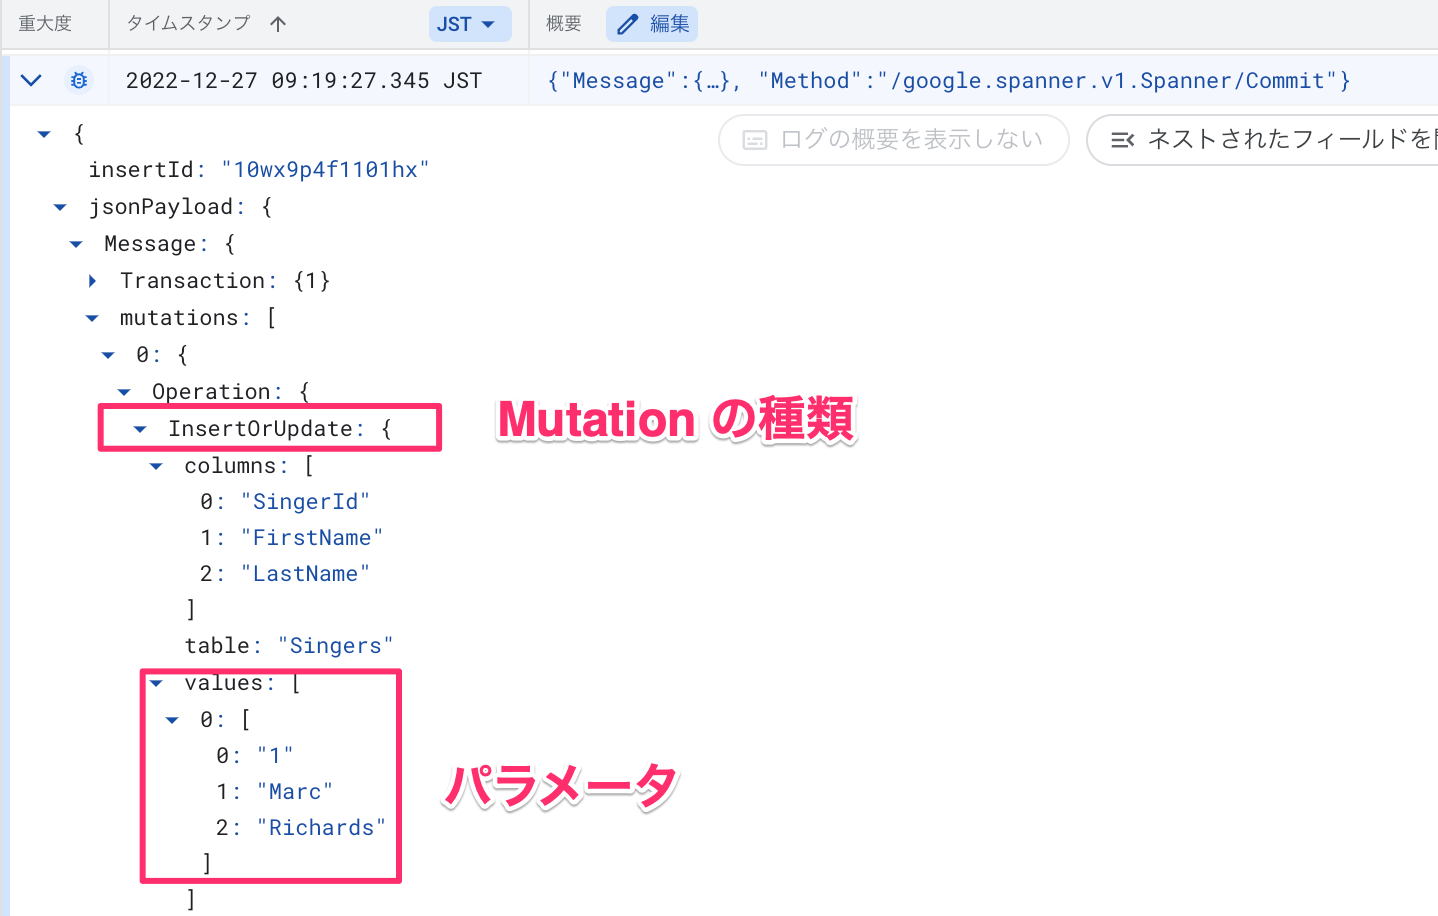 重大度 タイムスタンプ ↑ JST 概要 編集
2022-12-27 09:19:27.345 JST {"Message":{…}, "Method":"/google.spanner.v1.Spanner/Commit"}
{
ログの概要を表示しない ネストされたフィールドを
insertId: "10wx9p4f1101hx"
jsonPayload: {
Message: {
Transaction: {1}
mutations: [
0: {
Operation: {
InsertOrUpdate: {
Mutation の種類
columns: [
0: "SingerId"
1: "FirstName"
2: "LastName"
]
table: "Singers"
values: [
0: [
0: "1"
1: "Marc"
2: "Richards"
パラメータ
]
]